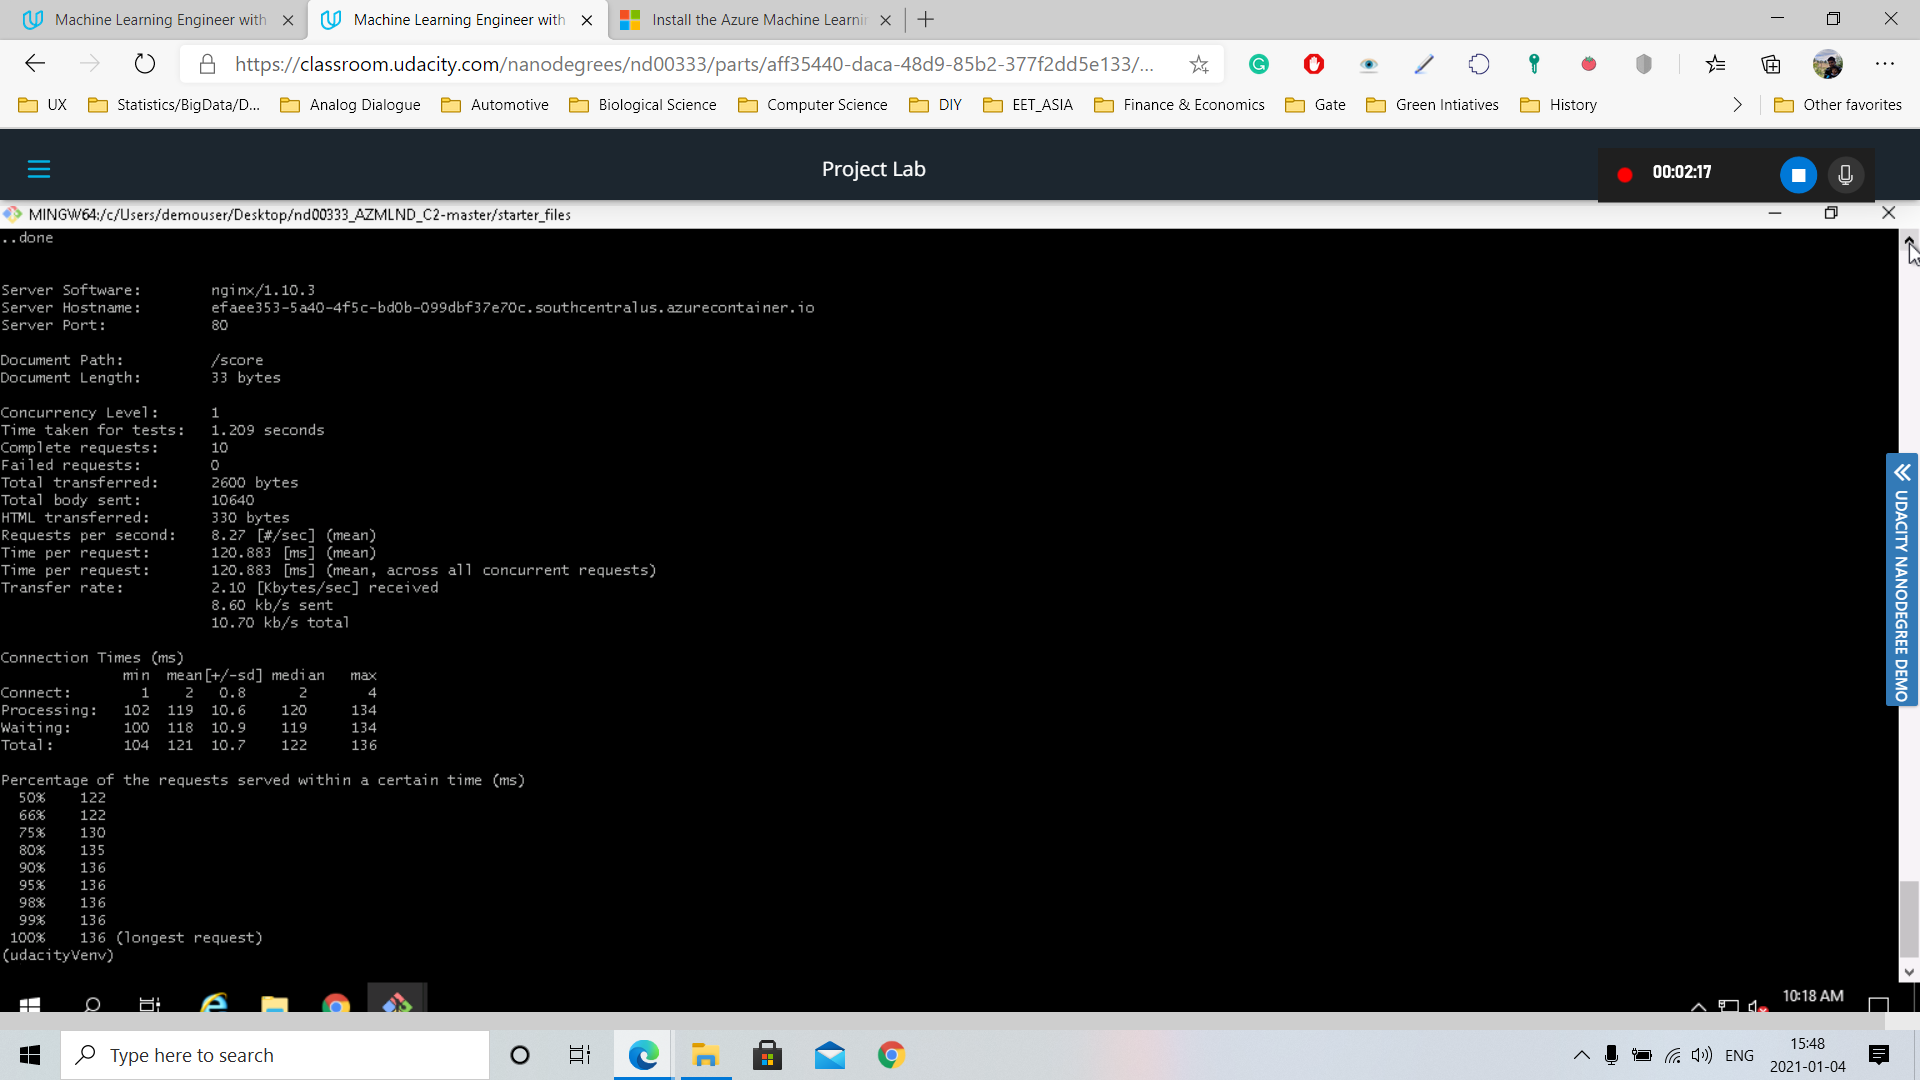 Machine Learning Engineer with
Machine Learning Engineer with
Install the Azure Machine Learnin
https://classroom.udacity.com/nanodegrees/nd00333/parts/aff35440-daca-48d9-85b2-377f2dd5e133/...
UX
Statistics/BigData/D...
Analog Dialogue
Automotive
Biological Science
Computer Science
DIY
EET_ASIA
Finance & Economics
Gate
Green Intiatives
History
Other favorites
Project Lab
00:02:17
MINGW64:/c/Users/demouser/Desktop/nd00333_AZMLND_C2-master/starter_files
..done
Server Software: nginx/1.10.3
Server Hostname: efaee353-5a40-4f5c-bd0b-099dbf37e70c.southcentralus.azurecontainer.io
Server Port: 80
Document Path: /score
Document Length: 33 bytes
Concurrency Level: 1
Time taken for tests: 1.209 seconds
Complete requests: 10
Failed requests: 0
Total transferred: 2600 bytes
Total body sent: 10640
HTML transferred: 330 bytes
Requests per second: 8.27 [#/sec] (mean)
Time per request: 120.883 [ms] (mean)
Time per request: 120.883 [ms] (mean, across all concurrent requests)
Transfer rate: 2.10 [Kbytes/sec] received
8.60 kb/s sent
10.70 kb/s total
Connection Times (ms)
min mean[+/-sd] median max
Connect: 1 2 0.8 2 4
Processing: 102 119 10.6 120 134
Waiting: 100 118 10.9 119 134
Total: 104 121 10.7 122 136
Percentage of the requests served within a certain time (ms)
50% 122
66% 122
75% 130
80% 135
90% 136
95% 136
98% 136
99% 136
100% 136 (longest request)
(udacityVenv)
UDACITY NANODEGREE DEMO
10:18 AM
Type here to search
ENG
15:48
2021-01-04